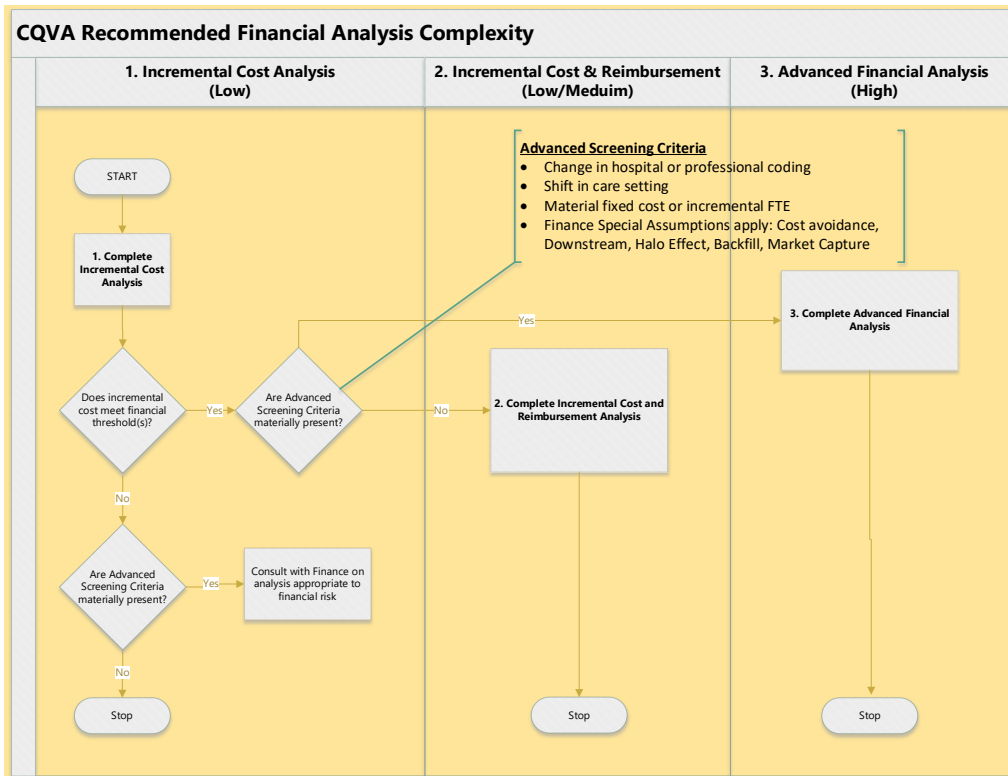 CQVA Recommended Financial Analysis Complexity
1. Incremental Cost Analysis
(Low)
2. Incremental Cost & Reimbursement
(Low/Meduim)
3. Advanced Financial Analysis
(High)
Advanced Screening Criteria
• Change in hospital or professional coding
• Shift in care setting
• Material fixed cost or incremental FTE
• Finance Special Assumptions apply: Cost avoidance,
Downstream, Halo Effect, Backfill, Market Capture
START
1. Complete
Incremental Cost
Analysis
Yes
3. Complete Advanced Financial
Analysis
Does incremental
cost meet financial
threshold(s)?
Yes
Are Advanced
Screening Criteria
materially present?
No
2. Complete Incremental Cost and
Reimbursement Analysis
No
Are Advanced
Screening Criteria
materially present?
Yes
Consult with Finance on
analysis appropriate to
financial risk
No
Stop
Stop
Stop